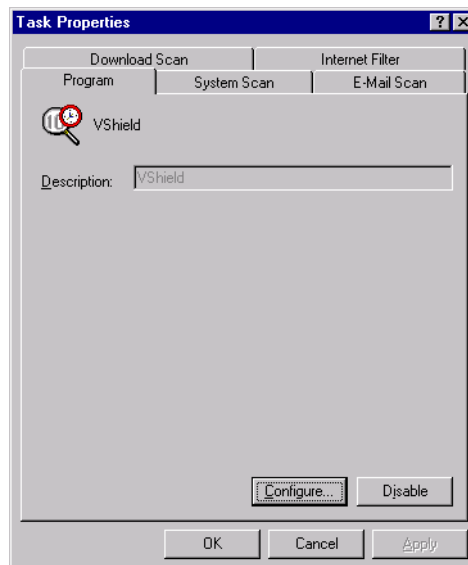 Task Properties
Download Scan
Internet Filter
Program
System Scan
E-Mail Scan
VShield
Description:
VShield
Configure...
Disable
OK
Cancel
Apply